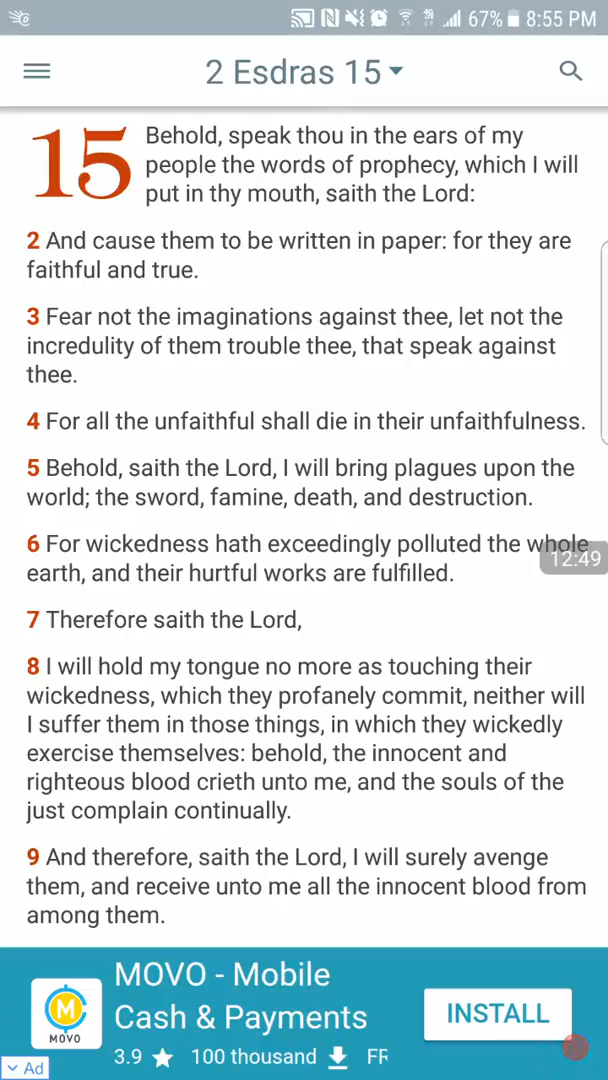 67% 8:55 PM
2 Esdras 15
15 Behold, speak thou in the ears of my
people the words of prophecy, which I will
put in thy mouth, saith the Lord:
2 And cause them to be written in paper: for they are
faithful and true.
3 Fear not the imaginations against thee, let not the
incredulity of them trouble thee, that speak against
thee.
4 For all the unfaithful shall die in their unfaithfulness.
5 Behold, saith the Lord, I will bring plagues upon the
world; the sword, famine, death, and destruction.
6 For wickedness hath exceedingly polluted the whole
12:49
earth, and their hurtful works are fulfilled.
7 Therefore saith the Lord,
8 I will hold my tongue no more as touching their
wickedness, which they profanely commit, neither will
I suffer them in those things, in which they wickedly
exercise themselves: behold, the innocent and
righteous blood crieth unto me, and the souls of the
just complain continually.
9 And therefore, saith the Lord, I will surely avenge
them, and receive unto me all the innocent blood from
among them.
MOVO - Mobile
Cash & Payments
INSTALL
MOVO
3.9 ★ 100 thousand FR
Ad